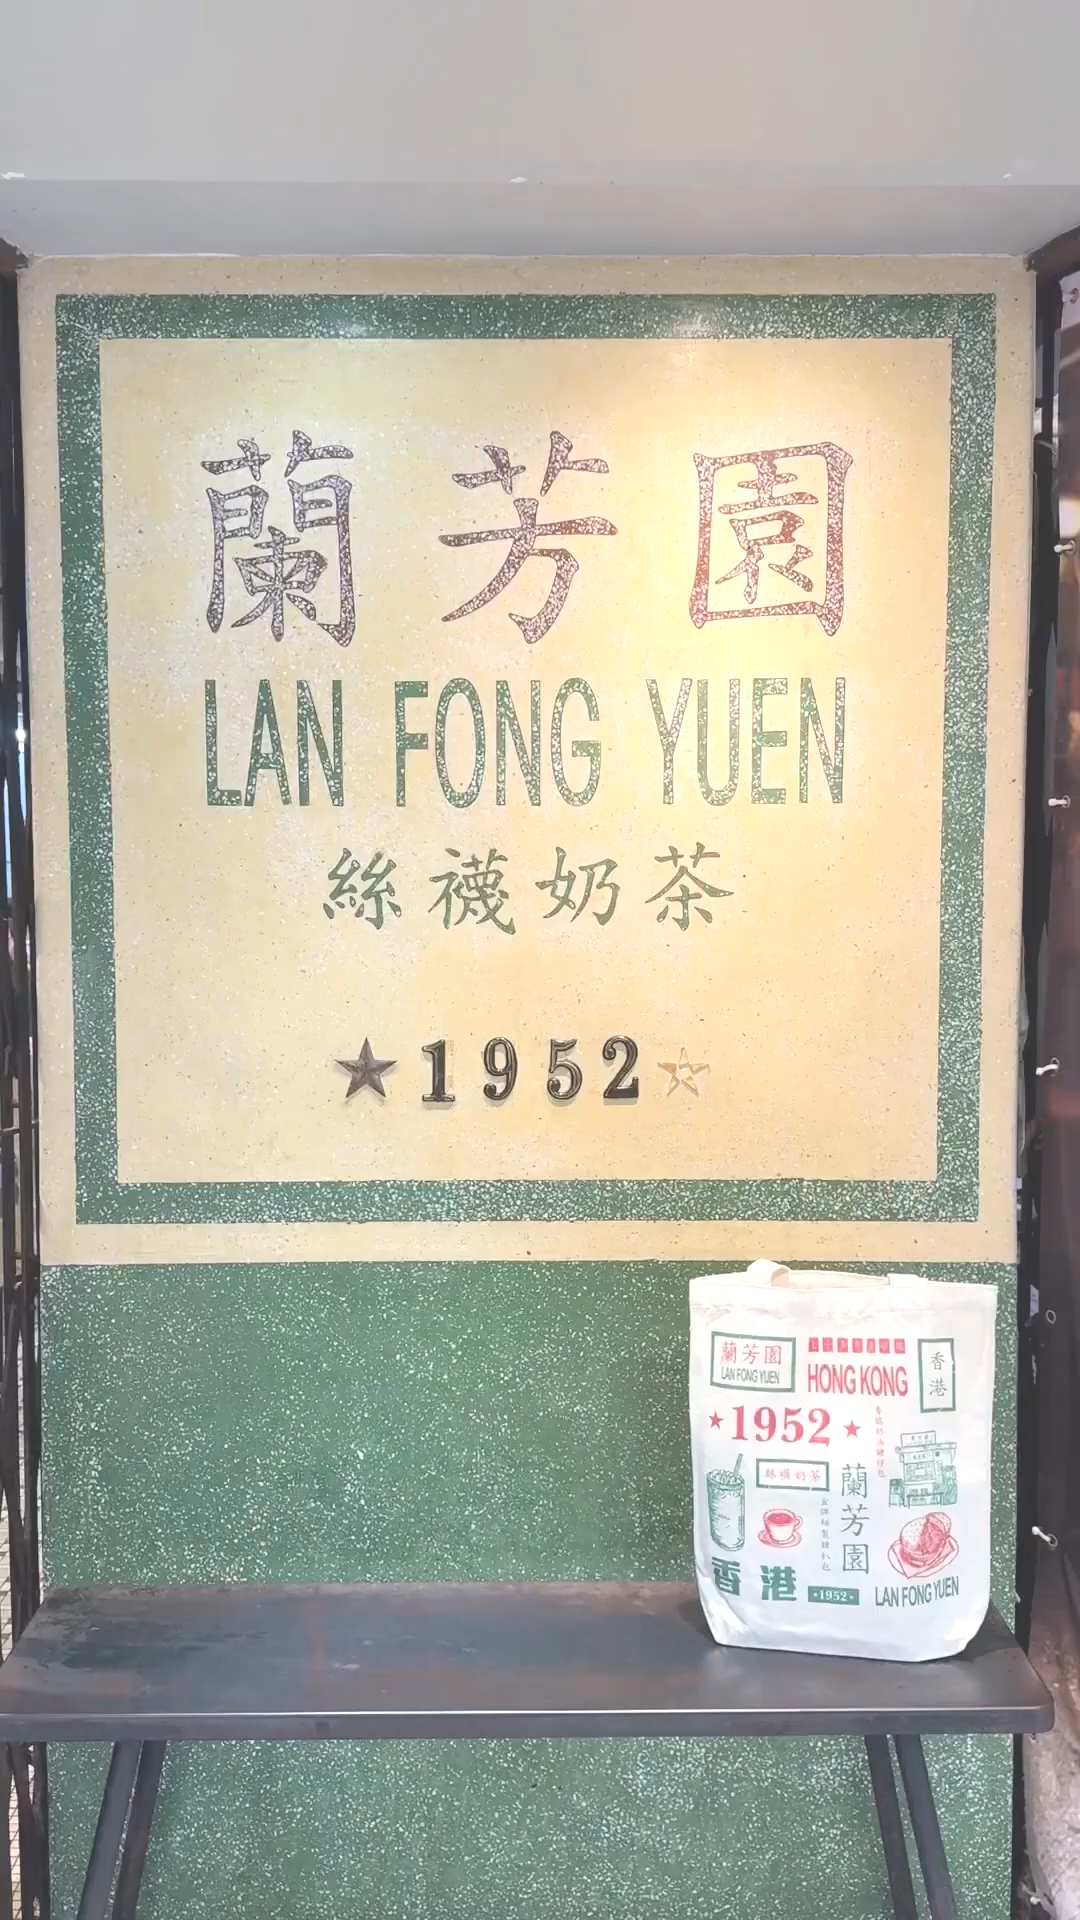 蘭芳園
LAN FONG YUEN
絲襪奶茶
★1952☆
蘭芳園
LAN FONG YUEN
HONG KONG
香港
★1952★
絲襪奶茶
蘭芳園
香港
•1952•
LAN FONG YUEN